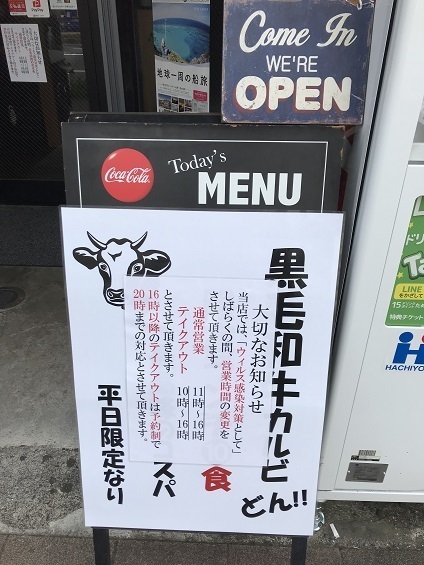 PayPay
地球一周の船旅
Come In
WE'RE
OPEN
Coca-Cola
Today's
MENU
黒毛和牛カルビ
どん!!
大切なお知らせ
当店では、「ウィルス感染対策として」
しばらくの間、営業時間の変更を
させて頂きます。
通常営業 11時〜16時
テイクアウト 10時〜16時
とさせて頂きます。
16時以降のテイクアウトは予約制で
20時までの対応とさせて頂きます。
食
スパ
平日限定なり
LINE
HACHIYO